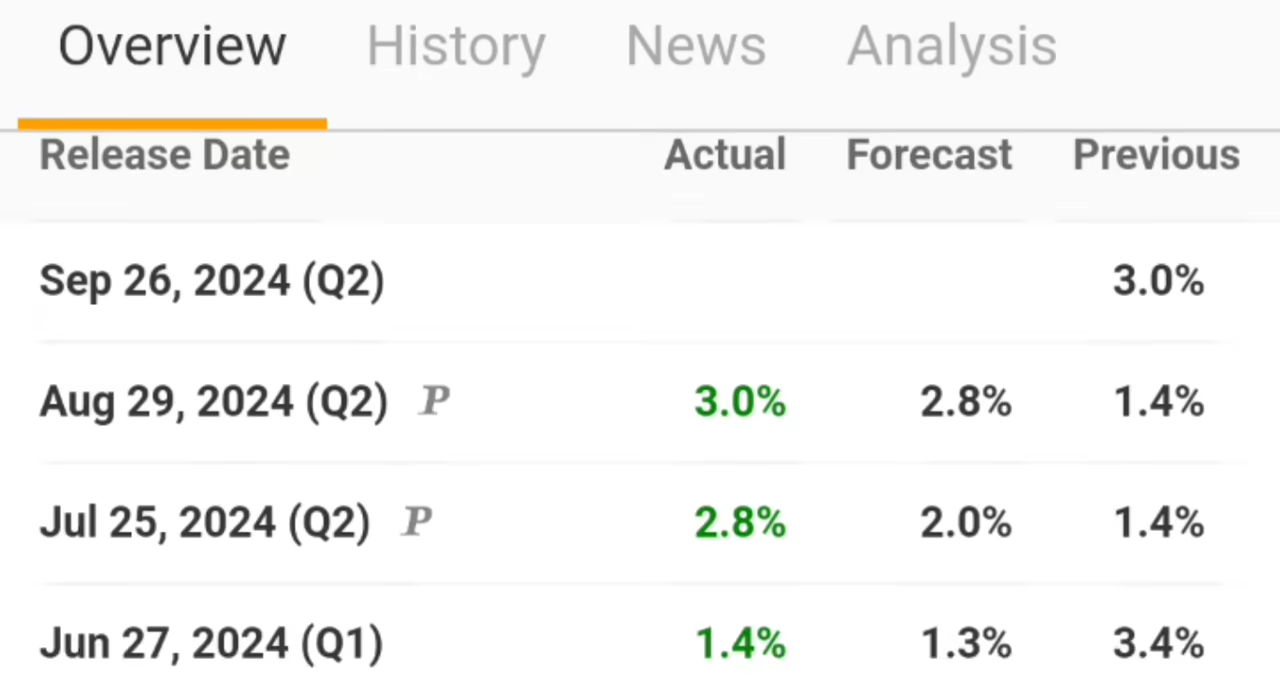 Overview History News Analysis
Release Date Actual Forecast Previous
Sep 26, 2024 (Q2) 3.0%
Aug 29, 2024 (Q2) P 3.0% 2.8% 1.4%
Jul 25, 2024 (Q2) P 2.8% 2.0% 1.4%
Jun 27, 2024 (Q1) 1.4% 1.3% 3.4%